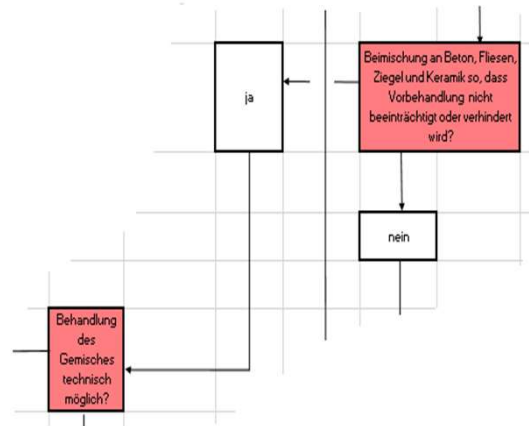 Beimischung an Beton, Fliesen,
Ziegel und Keramik so, dass
Vorbehandlung nicht
beeinträchtigt oder verhindert
wird?
ja
nein
Behandlung
des
Gemisches
technisch
möglich?